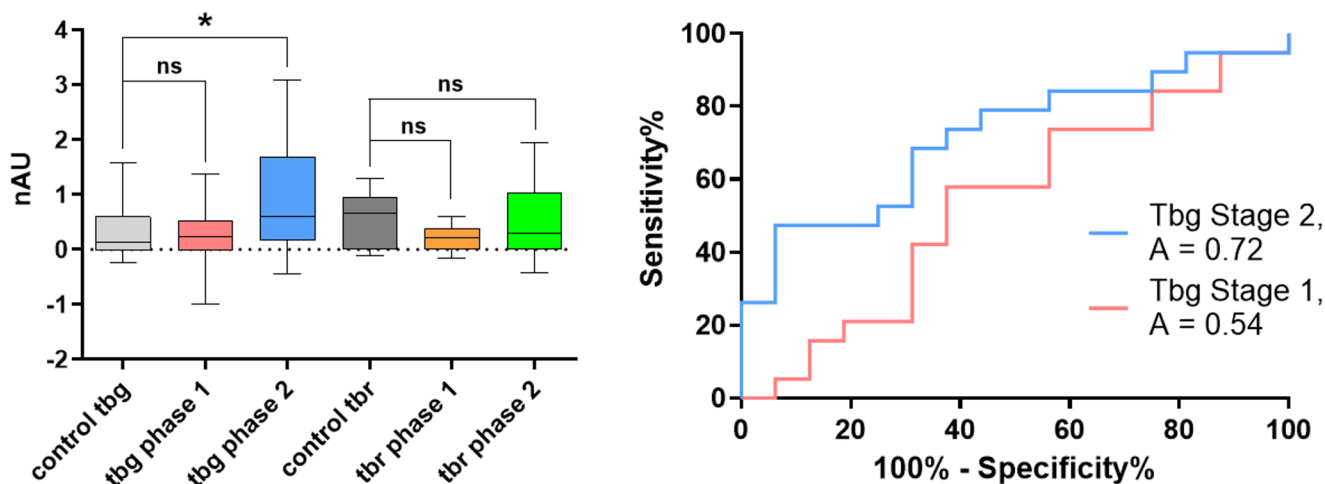 4
3
2
1
0
-1
-2
nAU
*
ns
ns
ns
control tbg
tbg phase 1
tbg phase 2
control tbr
tbr phase 1
tbr phase 2
100
80
60
40
20
0
Sensitivity%
0 20 40 60 80 100
100% - Specificity%
Tbg Stage 2,
A = 0.72
Tbg Stage 1,
A = 0.54